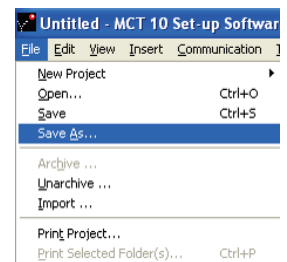 Untitled - MCT 10 Set-up Softwar
File Edit View Insert Communication
New Project
Open... Ctrl+O
Save Ctrl+S
Save As...
Archive ...
Unarchive ...
Import ...
Print Project...
Print Selected Folder(s)... Ctrl+P